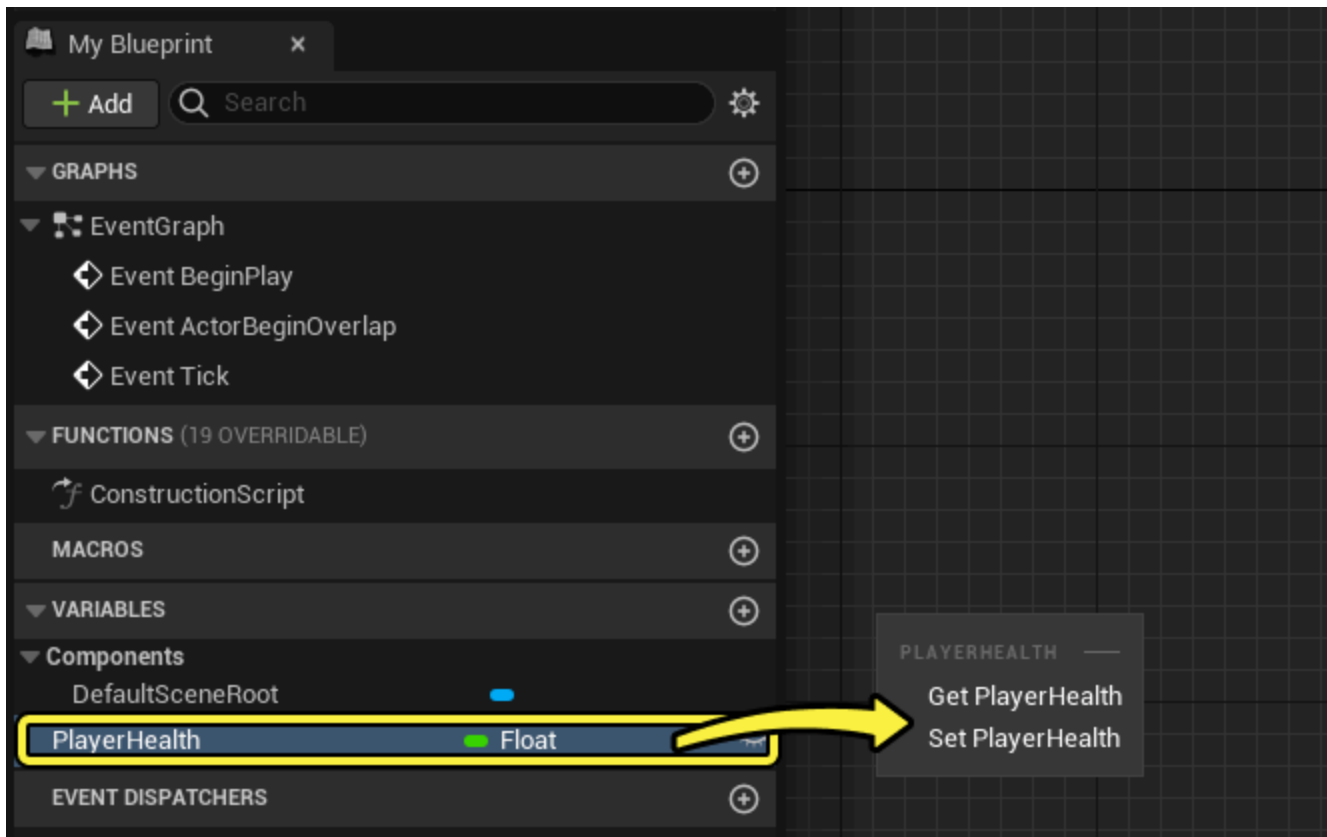 My Blueprint
Add
Search
GRAPHS
EventGraph
Event BeginPlay
Event ActorBeginOverlap
Event Tick
FUNCTIONS (19 OVERRIDABLE)
ConstructionScript
MACROS
VARIABLES
Components
DefaultSceneRoot
PlayerHealth Float
EVENT DISPATCHERS
PLAYERHEALTH
Get PlayerHealth
Set PlayerHealth